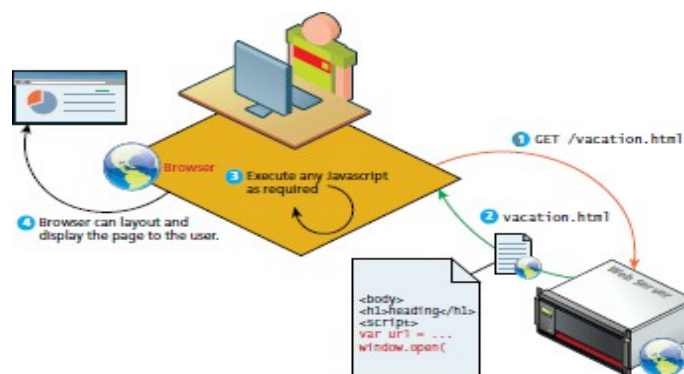 1 GET /vacation.html
Browser
3 Execute any Javascript
as required
2 vacation.html
4 Browser can layout and
display the page to the user.
Web Server
<body>
<h1>heading</h1>
<script>
var url = ...
window.open(